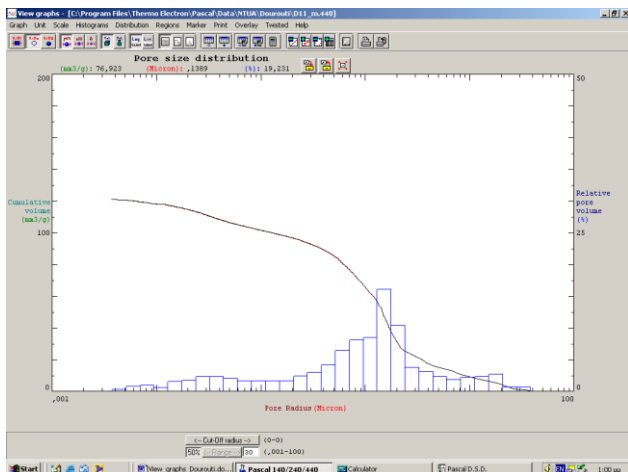 View graphs - [C:\Program Files\Thermo Electron\Pascal\Data\NTUA\Dourouti\D11_m.440]
Graph Unit Scale Histograms Distribution Regions Marker Print Overlay Twisted Help
Pore size distribution
(mm3/g): 76,923 (Micron): ,1389 (%): 19,231
200
50
Cumulative
volume
(mm3/g)
100
Relative
pore
volume
(%)
25
0
0
,001
100
Pore Radius(Micron)
<- Cut-Off radius -> (0-0)
50% <-Range-> 30 (,001-100)
Start View_graphs_Dourouti.do... Pascal 140/240/440 Calculator Pascal D.S.D. 1:00 μμ